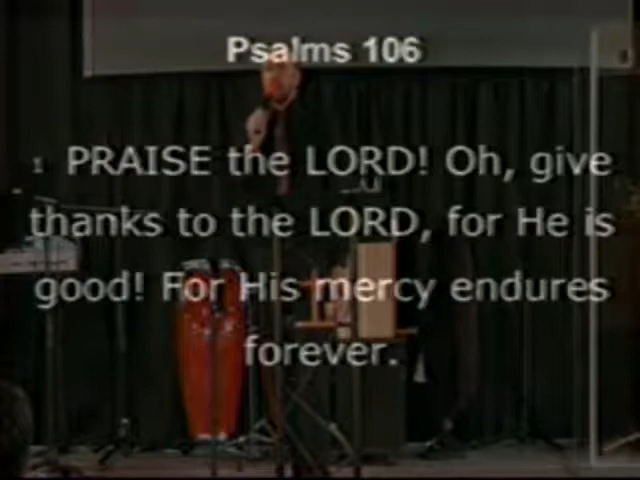 Psalms 106
1 PRAISE the LORD! Oh, give
thanks to the LORD, for He is
good! For His mercy endures
forever.